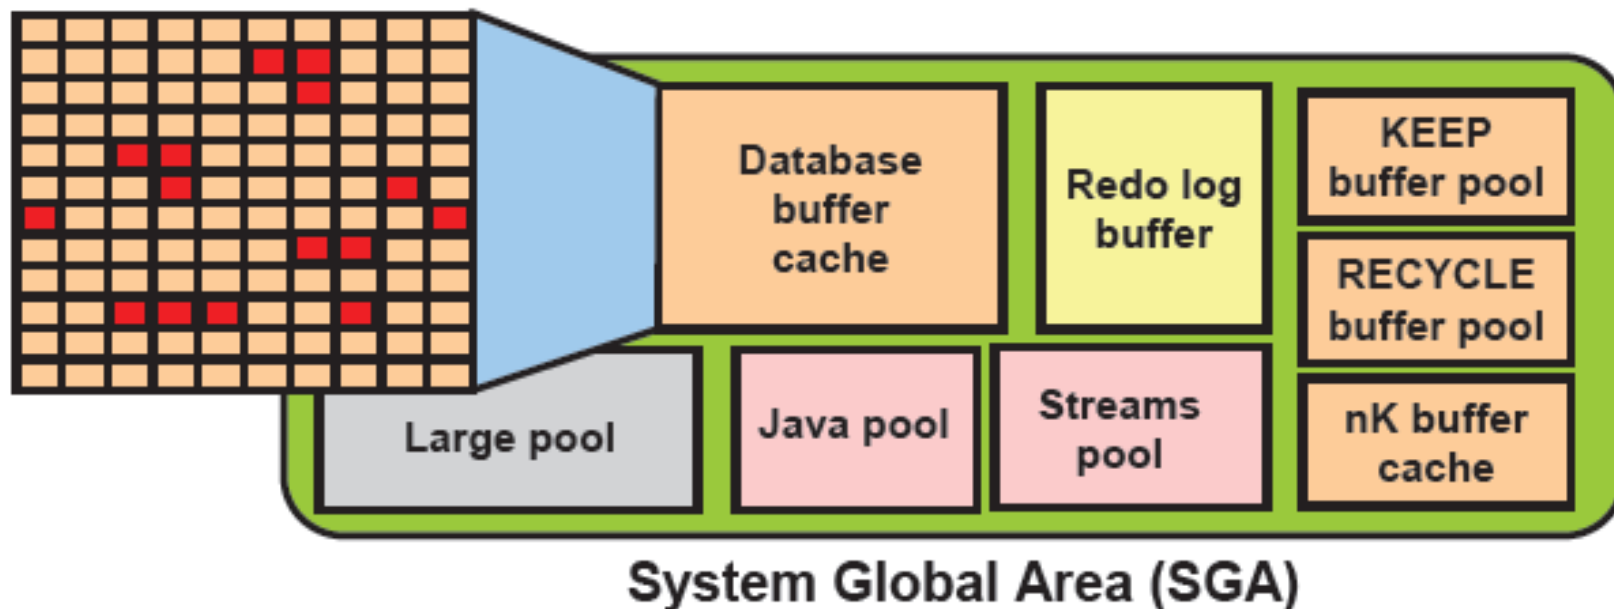 Database
buffer
cache
Redo log
buffer
KEEP
buffer pool
RECYCLE
buffer pool
nK buffer
cache
Large pool
Java pool
Streams
pool
System Global Area (SGA)